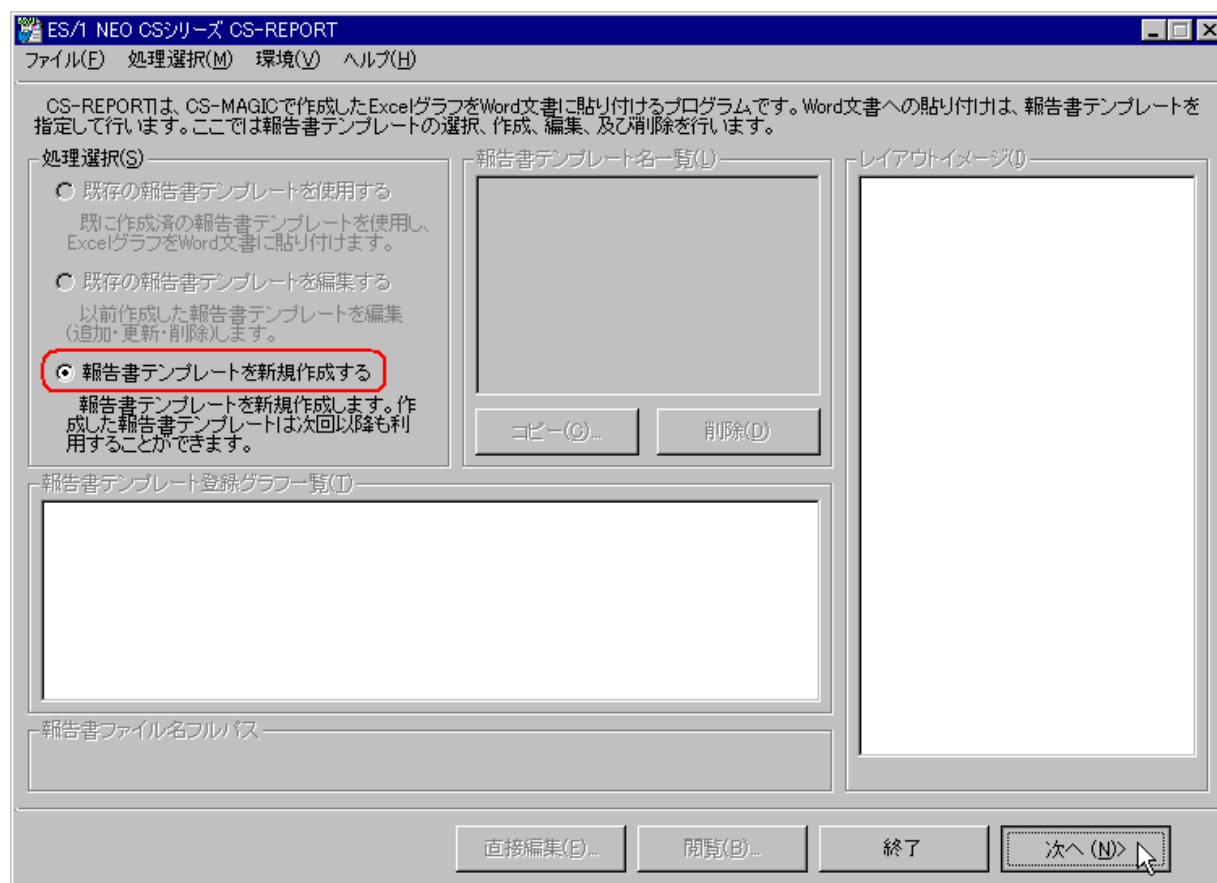 ES/1 NEO CSシリーズ CS-REPORT
ファイル(F) 処理選択(M) 環境(V) ヘルプ(H)
CS-REPORTは、CS-MAGICで作成したExcelグラフをWord文書に貼り付けるプログラムです。Word文書への貼り付けは、報告書テンプレートを
指定して行います。ここでは報告書テンプレートの選択、作成、編集、及び削除を行います。
処理選択(S)
既存の報告書テンプレートを使用する
既に作成済の報告書テンプレートを使用し、
ExcelグラフをWord文書に貼り付けます。
既存の報告書テンプレートを編集する
以前作成した報告書テンプレートを編集
(追加・更新・削除)します。
報告書テンプレートを新規作成する
報告書テンプレートを新規作成します。作
成した報告書テンプレートは次回以降も利
用することができます。
報告書テンプレート名一覧(L)
コピー(C)... 削除(D)
レイアウトイメージ(I)
報告書テンプレート登録グラフ一覧(T)
報告書ファイル名フルパス
直接編集(E)... 閲覧(B)... 終了 次へ (N)>